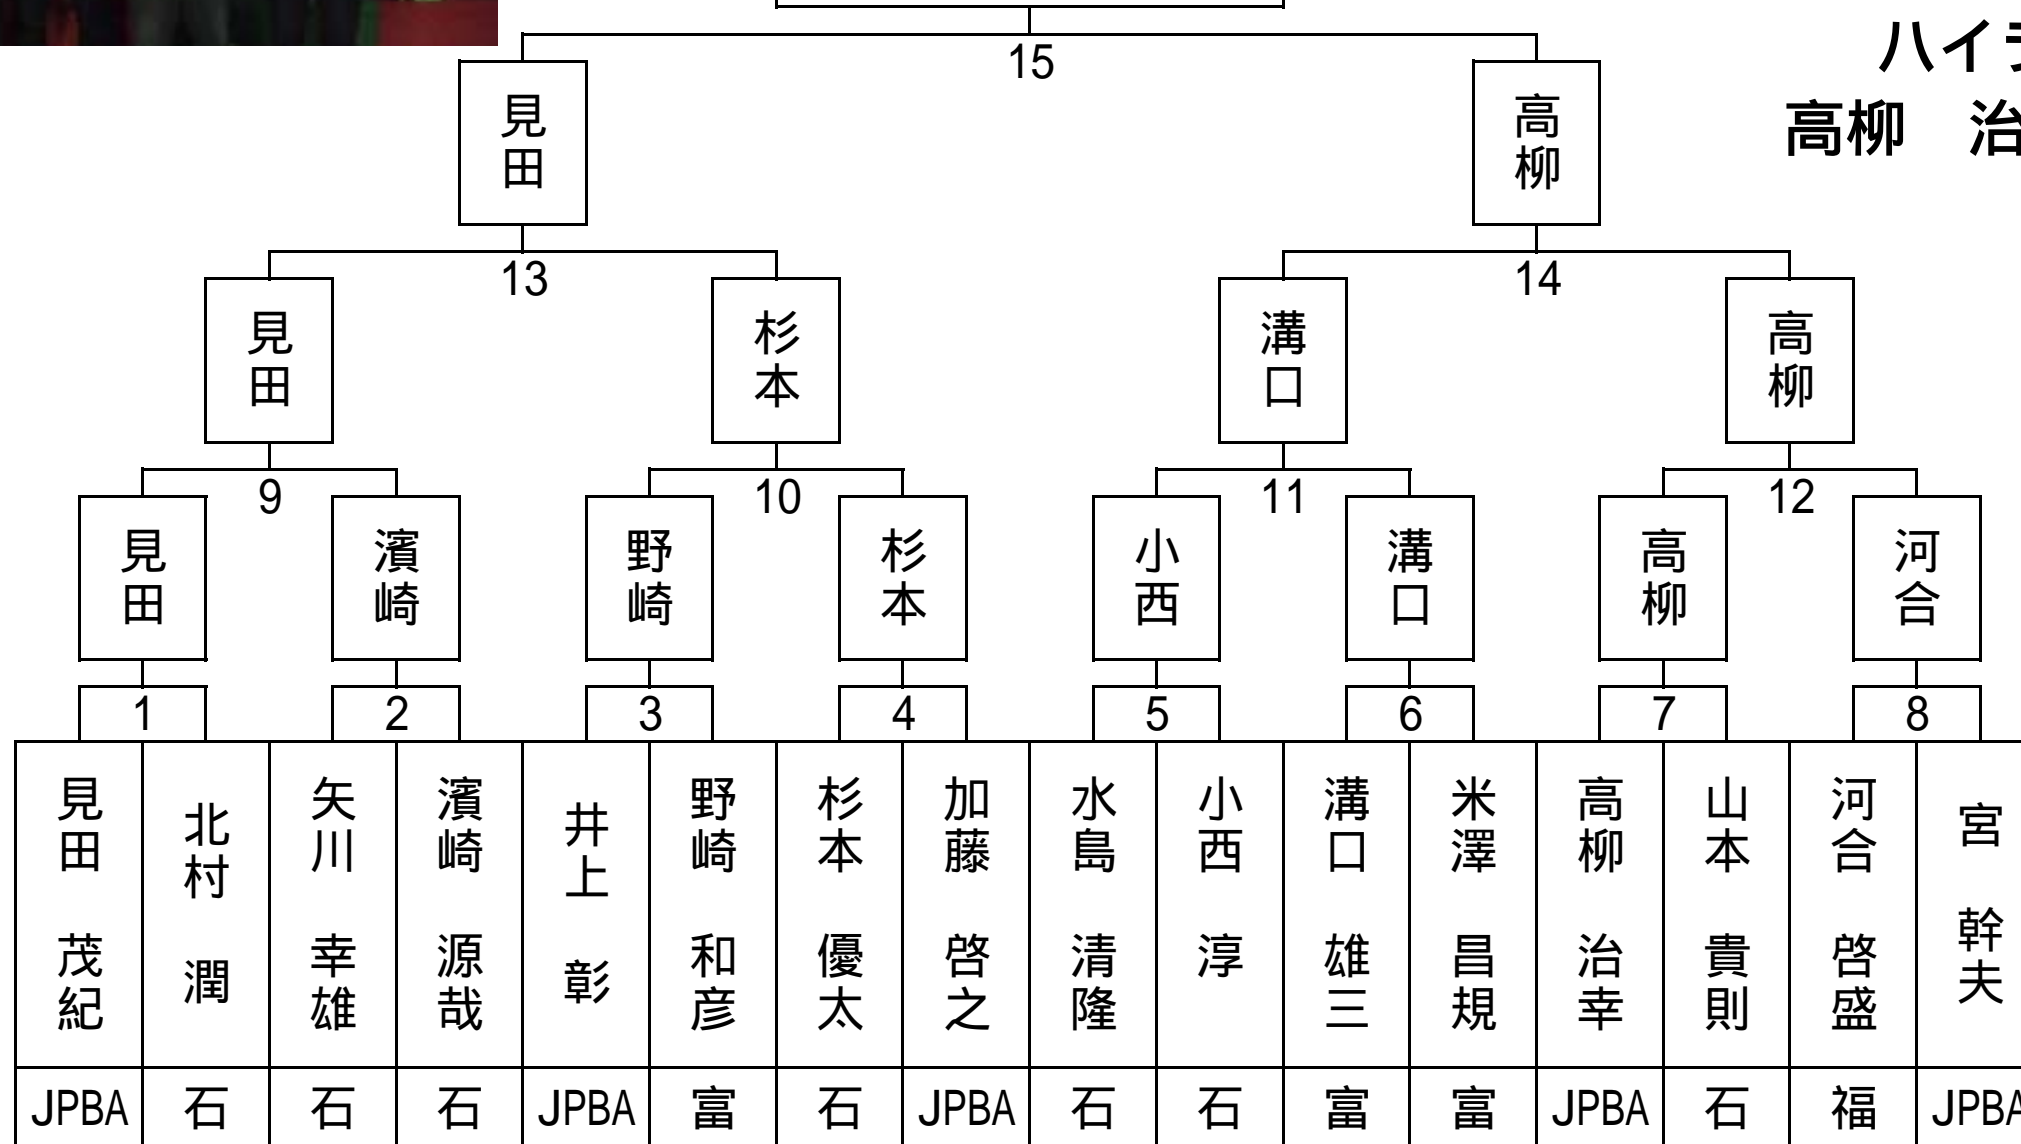 15
ハイ
高柳 治
見田
高柳
13
14
見田
杉本
溝口
高柳
9
10
11
12
見田
濱崎
野崎
杉本
小西
溝口
高柳
河合
1
2
3
4
5
6
7
8
見田 茂紀
北村 潤
矢川 幸雄
濱崎 源哉
井上 彰
野崎 和彦
杉本 優太
加藤 啓之
水島 清隆
小西 淳
溝口 雄三
米澤 昌規
高柳 治幸
山本 貴則
河合 啓盛
宮 幹夫
JPBA
石
石
石
JPBA
富
石
JPBA
石
石
富
富
JPBA
石
福
JPBA